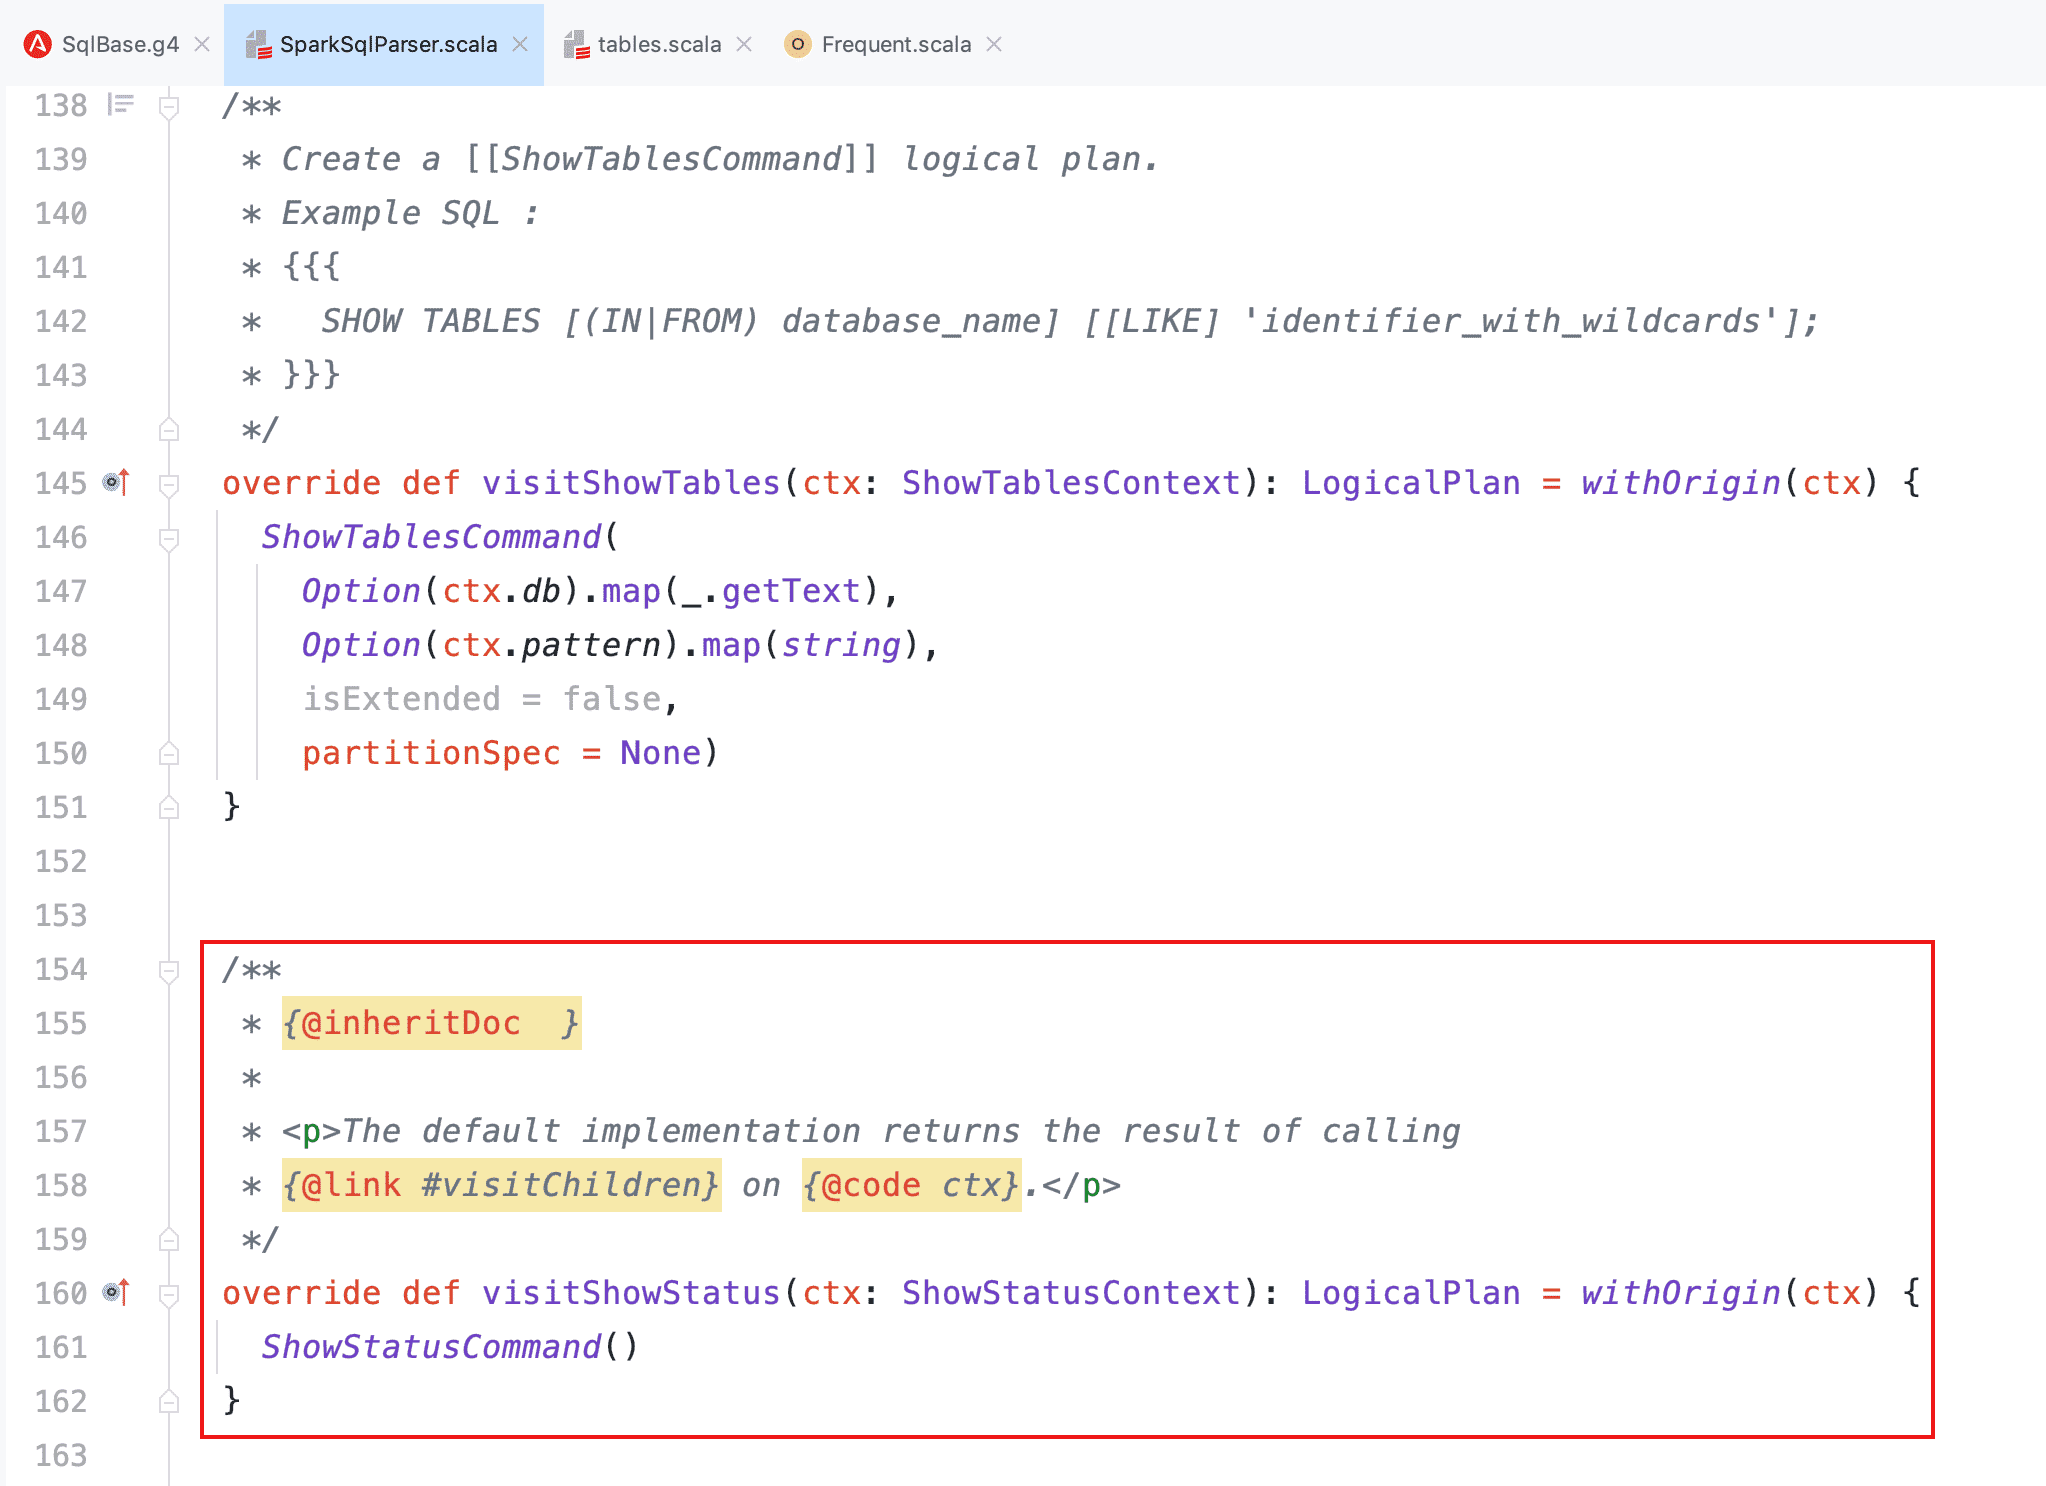 SqlBase.g4 SparkSqlParser.scala tables.scala Frequent.scala
138 /**
139 * Create a [[ShowTablesCommand]] logical plan.
140 * Example SQL :
141 * {{{
142 *   SHOW TABLES [(IN|FROM) database_name] [[LIKE] 'identifier_with_wildcards'];
143 * }}}
144 */
145 override def visitShowTables(ctx: ShowTablesContext): LogicalPlan = withOrigin(ctx) {
146   ShowTablesCommand(
147     Option(ctx.db).map(_.getText),
148     Option(ctx.pattern).map(string),
149     isExtended = false,
150     partitionSpec = None)
151 }
152
153
154 /**
155 * {@inheritDoc  }
156 *
157 * <p>The default implementation returns the result of calling
158 * {@link #visitChildren} on {@code ctx}.</p>
159 */
160 override def visitShowStatus(ctx: ShowStatusContext): LogicalPlan = withOrigin(ctx) {
161   ShowStatusCommand()
162 }
163